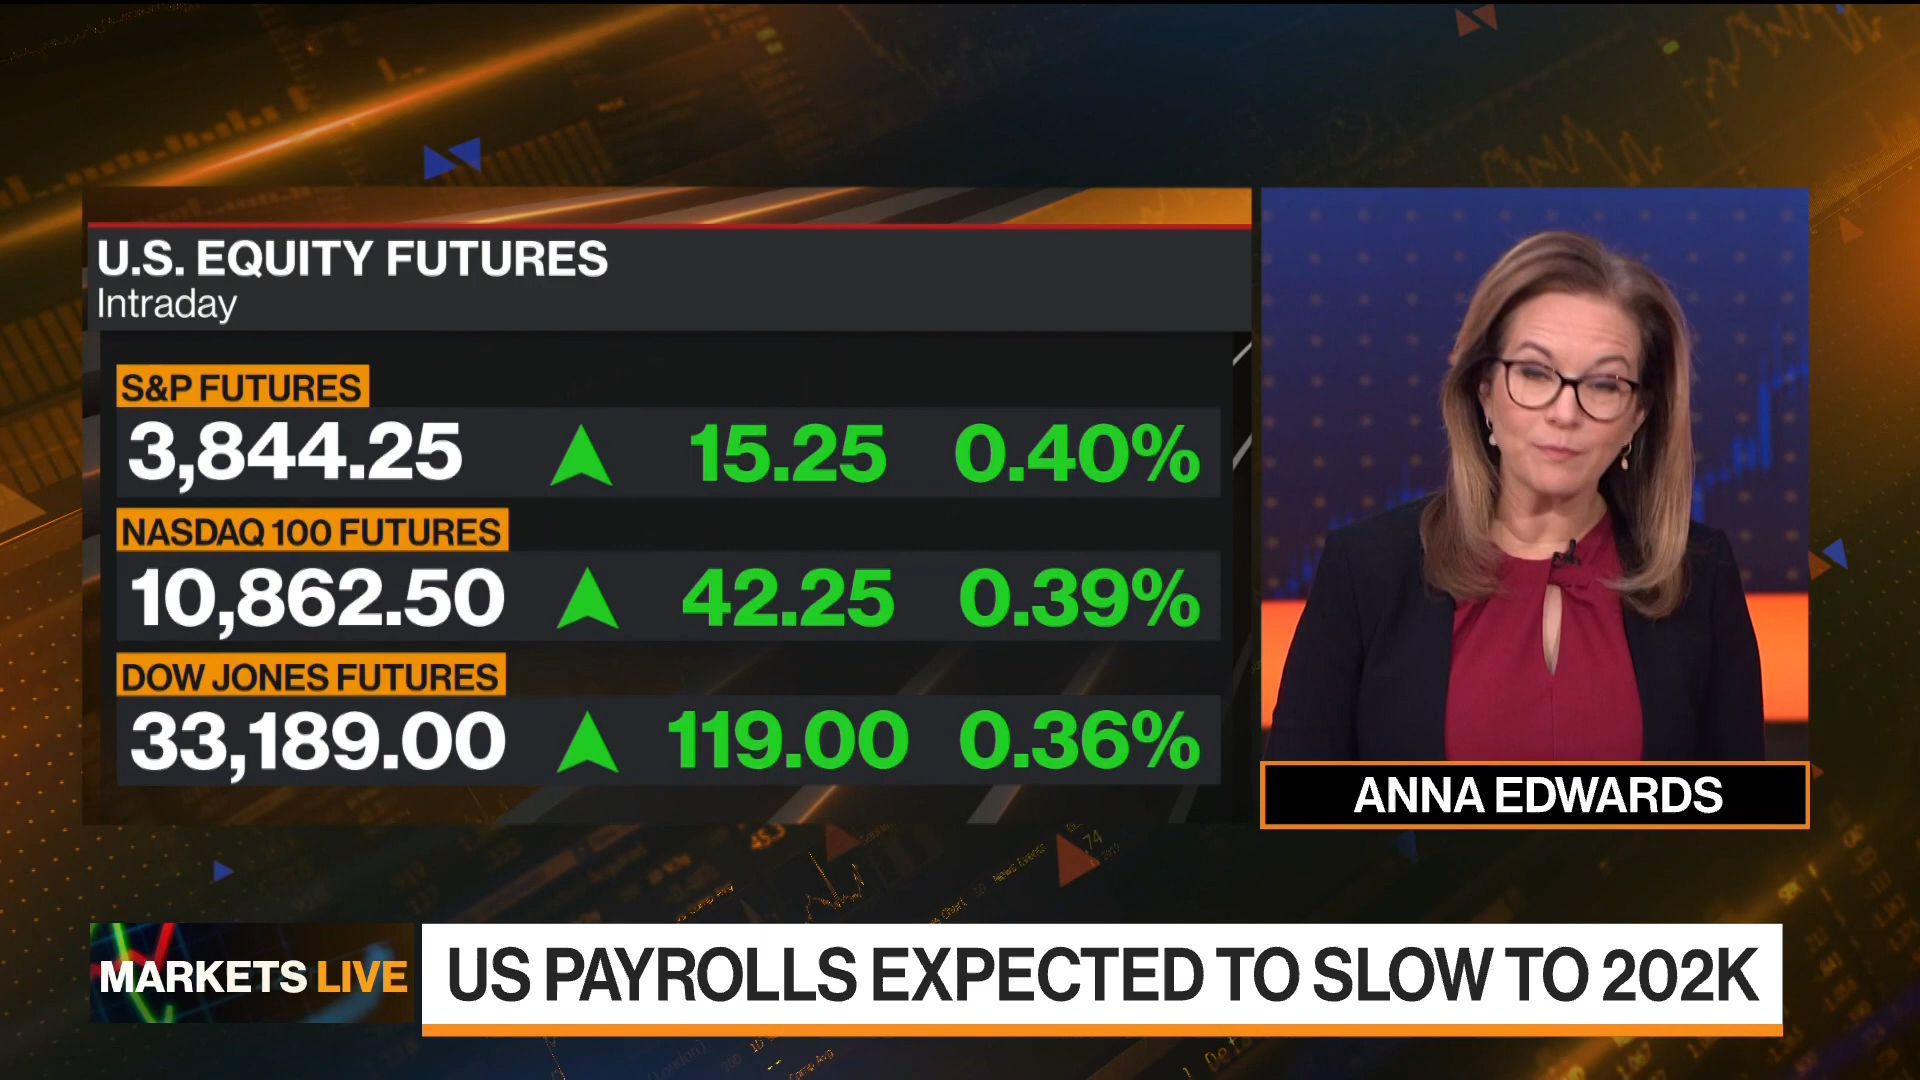 U.S. EQUITY FUTURES
Intraday
S&P FUTURES
3,844.25 15.25 0.40%
NASDAQ 100 FUTURES
10,862.50 42.25 0.39%
DOW JONES FUTURES
33,189.00 119.00 0.36%
ANNA EDWARDS
MARKETS LIVE
US PAYROLLS EXPECTED TO SLOW TO 202K